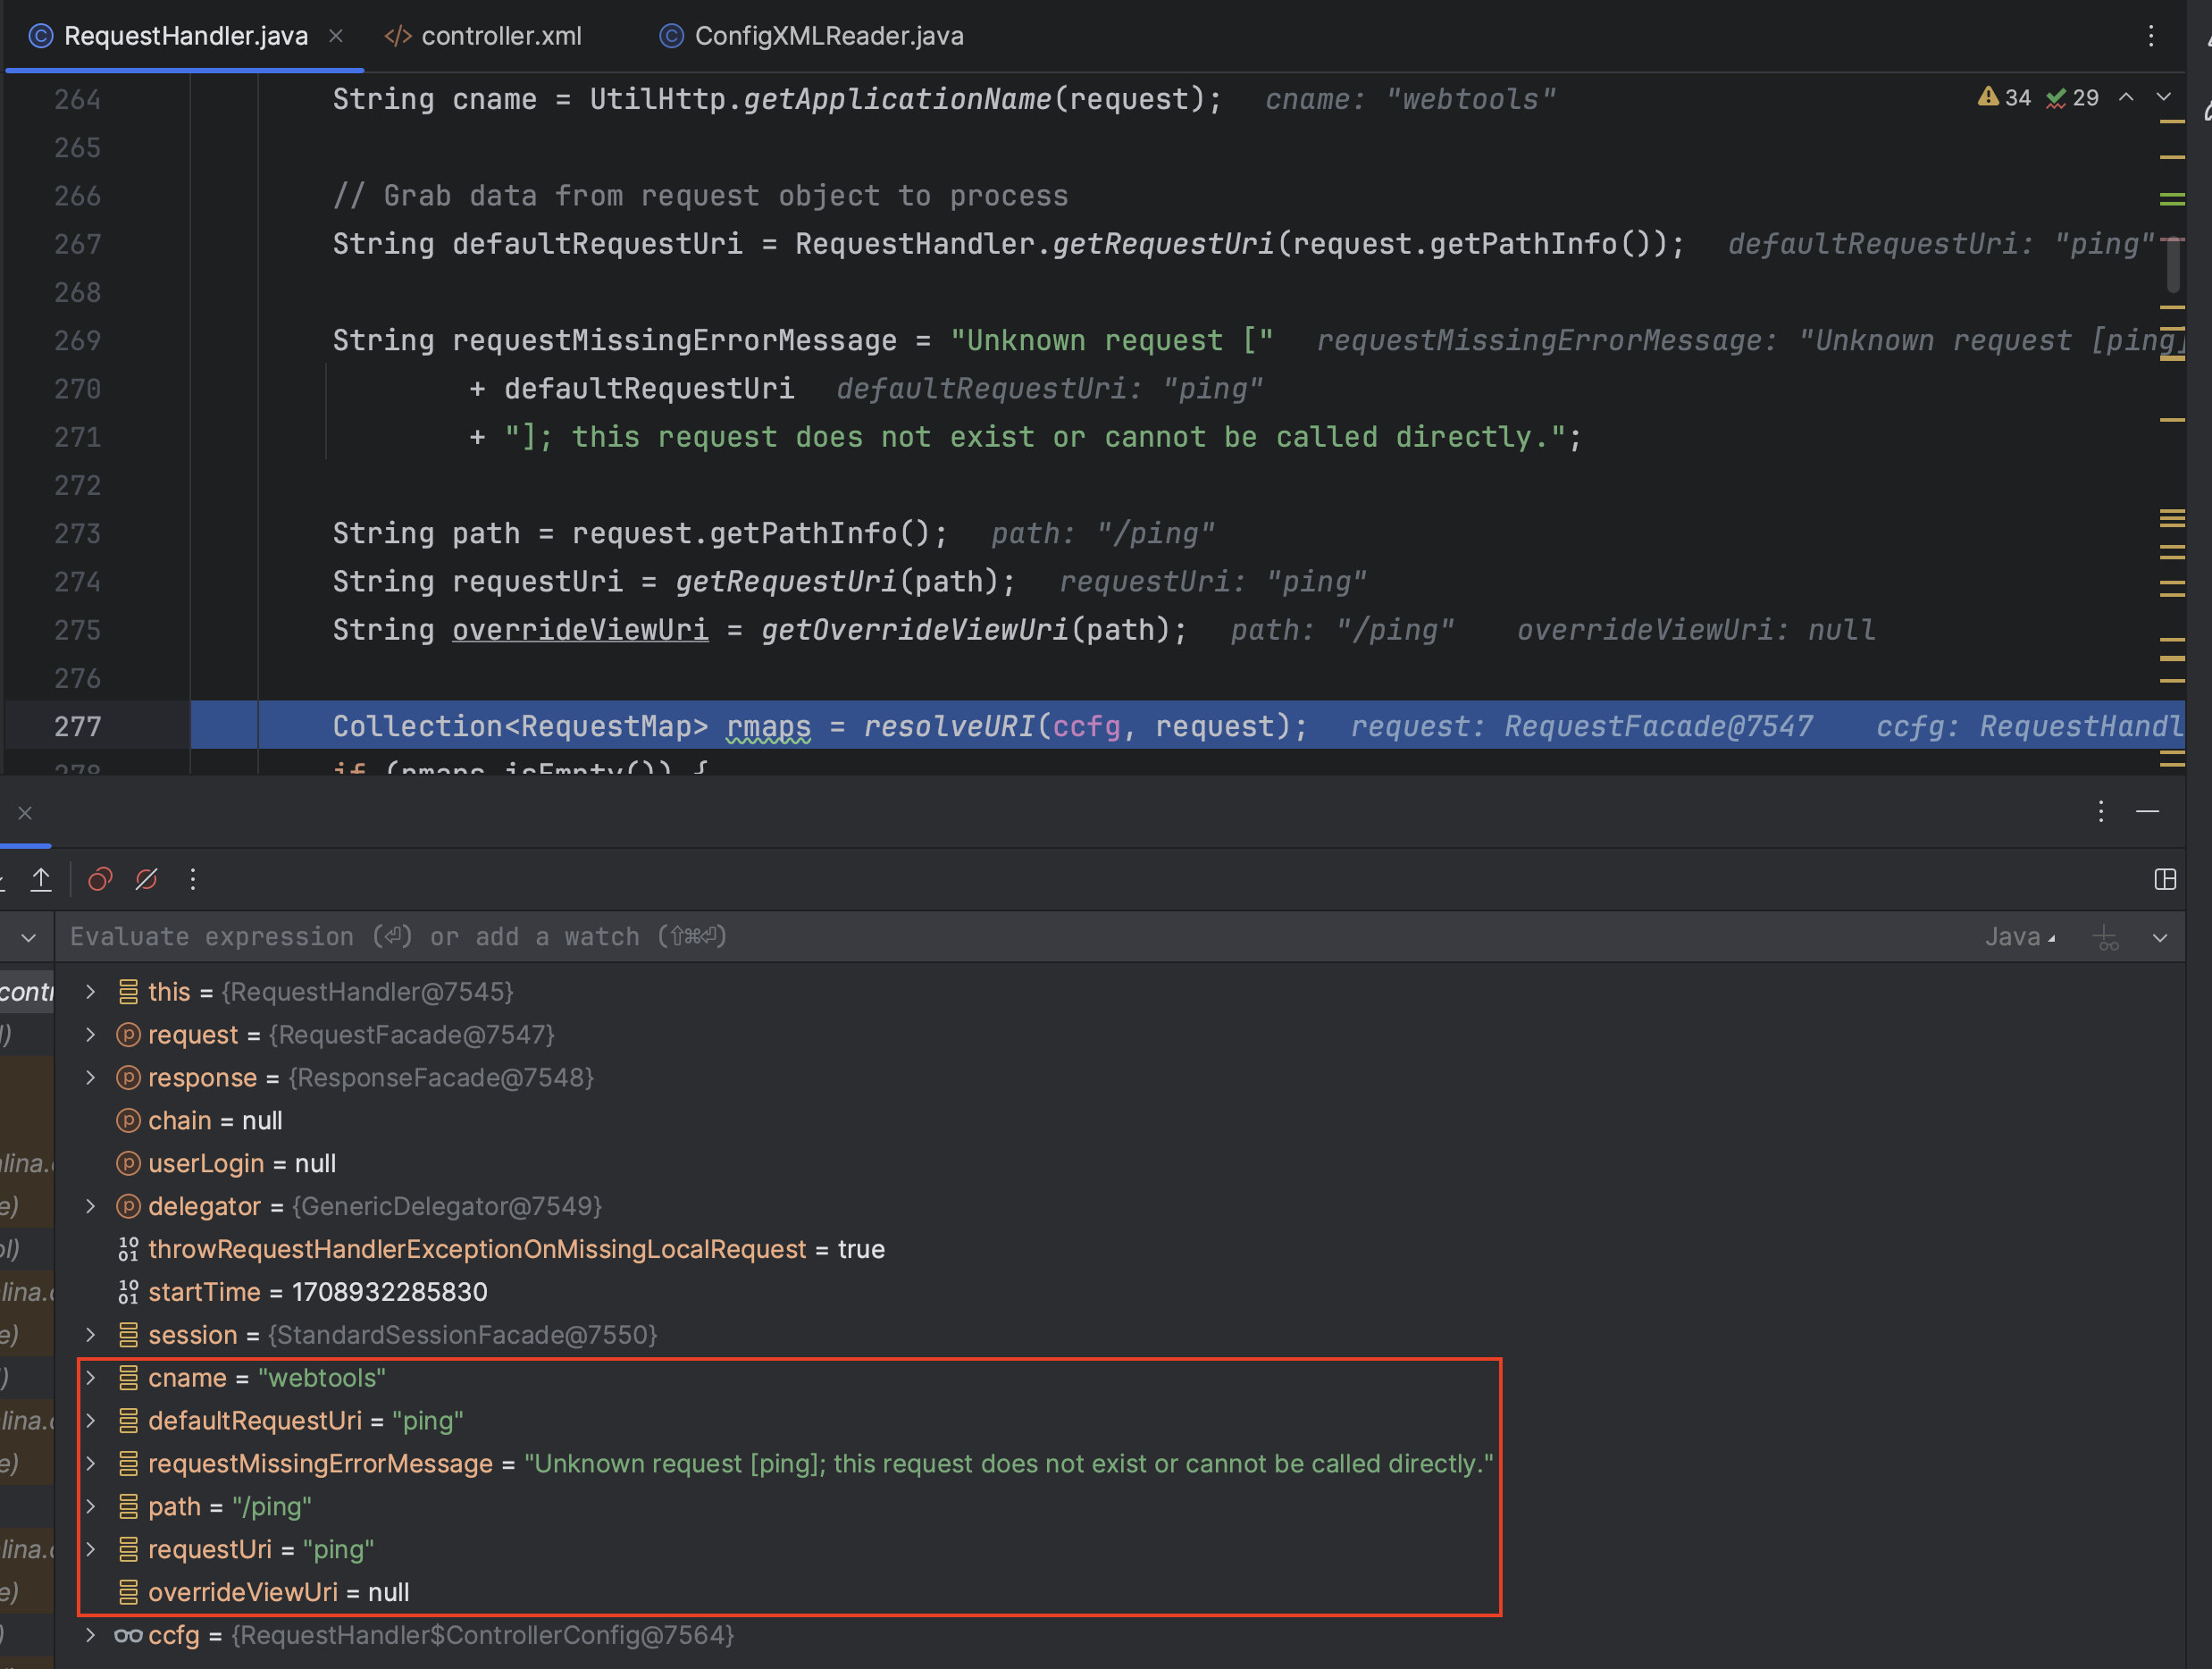 RequestHandler.java controller.xml ConfigXMLReader.java
264 String cname = UtilHttp.getApplicationName(request); cname: "webtools" 34 29
265
266 // Grab data from request object to process
267 String defaultRequestUri = RequestHandler.getRequestUri(request.getPathInfo()); defaultRequestUri: "ping"
268
269 String requestMissingErrorMessage = "Unknown request [" requestMissingErrorMessage: "Unknown request [ping]
270 + defaultRequestUri defaultRequestUri: "ping"
271 + "]; this request does not exist or cannot be called directly.";
272
273 String path = request.getPathInfo(); path: "/ping"
274 String requestUri = getRequestUri(path); requestUri: "ping"
275 String overrideViewUri = getOverrideViewUri(path); path: "/ping" overrideViewUri: null
276
277 Collection<RequestMap> rmaps = resolveURI(ccfg, request); request: RequestFacade@7547 ccfg: RequestHandl
278 if (rmaps.isEmpty()) {
Evaluate expression (⏎) or add a watch (⇧⌘⏎) Java
this = {RequestHandler@7545}
request = {RequestFacade@7547}
response = {ResponseFacade@7548}
chain = null
userLogin = null
delegator = {GenericDelegator@7549}
throwRequestHandlerExceptionOnMissingLocalRequest = true
startTime = 1708932285830
session = {StandardSessionFacade@7550}
cname = "webtools"
defaultRequestUri = "ping"
requestMissingErrorMessage = "Unknown request [ping]; this request does not exist or cannot be called directly."
path = "/ping"
requestUri = "ping"
overrideViewUri = null
ccfg = {RequestHandler$ControllerConfig@7564}